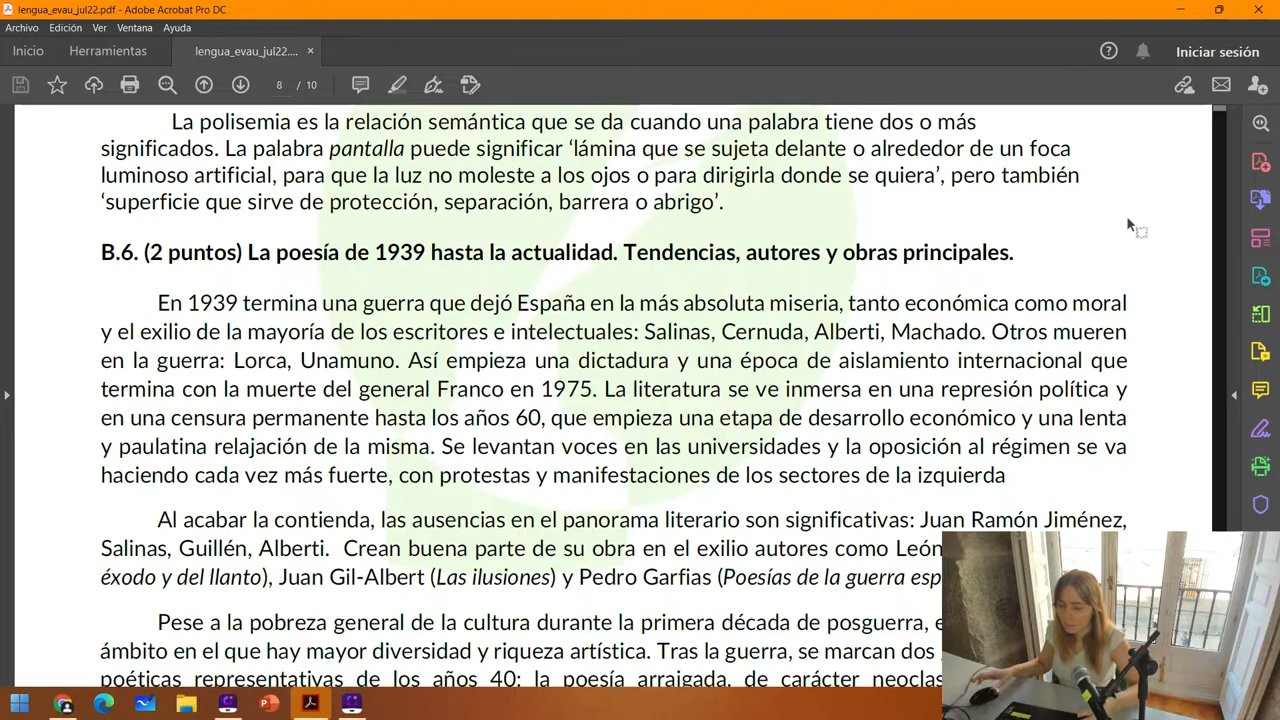 lengua_evau_jul22.pdf - Adobe Acrobat Pro DC
Archivo Edición Ver Ventana Ayuda
Inicio Herramientas lengua_evau_jul22.... × Iniciar sesión
8 / 10
La polisemia es la relación semántica que se da cuando una palabra tiene dos o más
significados. La palabra pantalla puede significar ‘lámina que se sujeta delante o alrededor de un foca
luminoso artificial, para que la luz no moleste a los ojos o para dirigirla donde se quiera’, pero también
‘superficie que sirve de protección, separación, barrera o abrigo’.
B.6. (2 puntos) La poesía de 1939 hasta la actualidad. Tendencias, autores y obras principales.
En 1939 termina una guerra que dejó España en la más absoluta miseria, tanto económica como moral
y el exilio de la mayoría de los escritores e intelectuales: Salinas, Cernuda, Alberti, Machado. Otros mueren
en la guerra: Lorca, Unamuno. Así empieza una dictadura y una época de aislamiento internacional que
termina con la muerte del general Franco en 1975. La literatura se ve inmersa en una represión política y
en una censura permanente hasta los años 60, que empieza una etapa de desarrollo económico y una lenta
y paulatina relajación de la misma. Se levantan voces en las universidades y la oposición al régimen se va
haciendo cada vez más fuerte, con protestas y manifestaciones de los sectores de la izquierda
Al acabar la contienda, las ausencias en el panorama literario son significativas: Juan Ramón Jiménez,
Salinas, Guillén, Alberti. Crean buena parte de su obra en el exilio autores como León
éxodo y del llanto), Juan Gil-Albert (Las ilusiones) y Pedro Garfias (Poesías de la guerra esp
Pese a la pobreza general de la cultura durante la primera década de posguerra, e
ámbito en el que hay mayor diversidad y riqueza artística. Tras la guerra, se marcan dos
poéticas representativas de los años 40: la poesía arraigada, de carácter neoclas